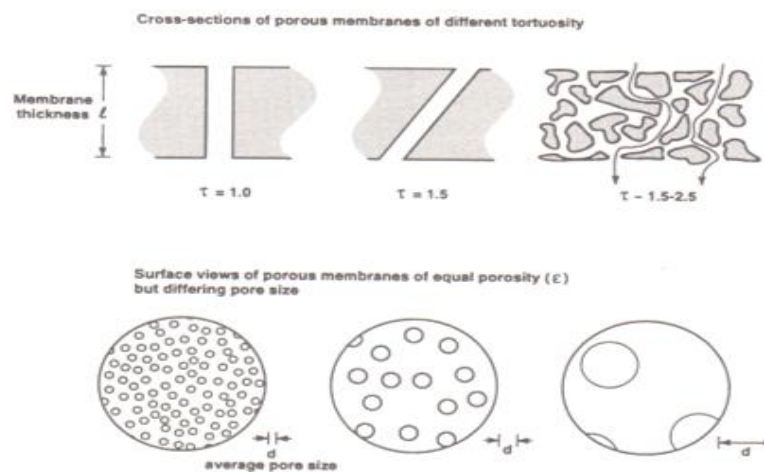 Cross-sections of porous membranes of different tortuosity
Membrane
thickness ℓ
τ = 1.0
τ = 1.5
τ ~ 1.5-2.5
Surface views of porous membranes of equal porosity (ε)
but differing pore size
d
d
d
average pore size